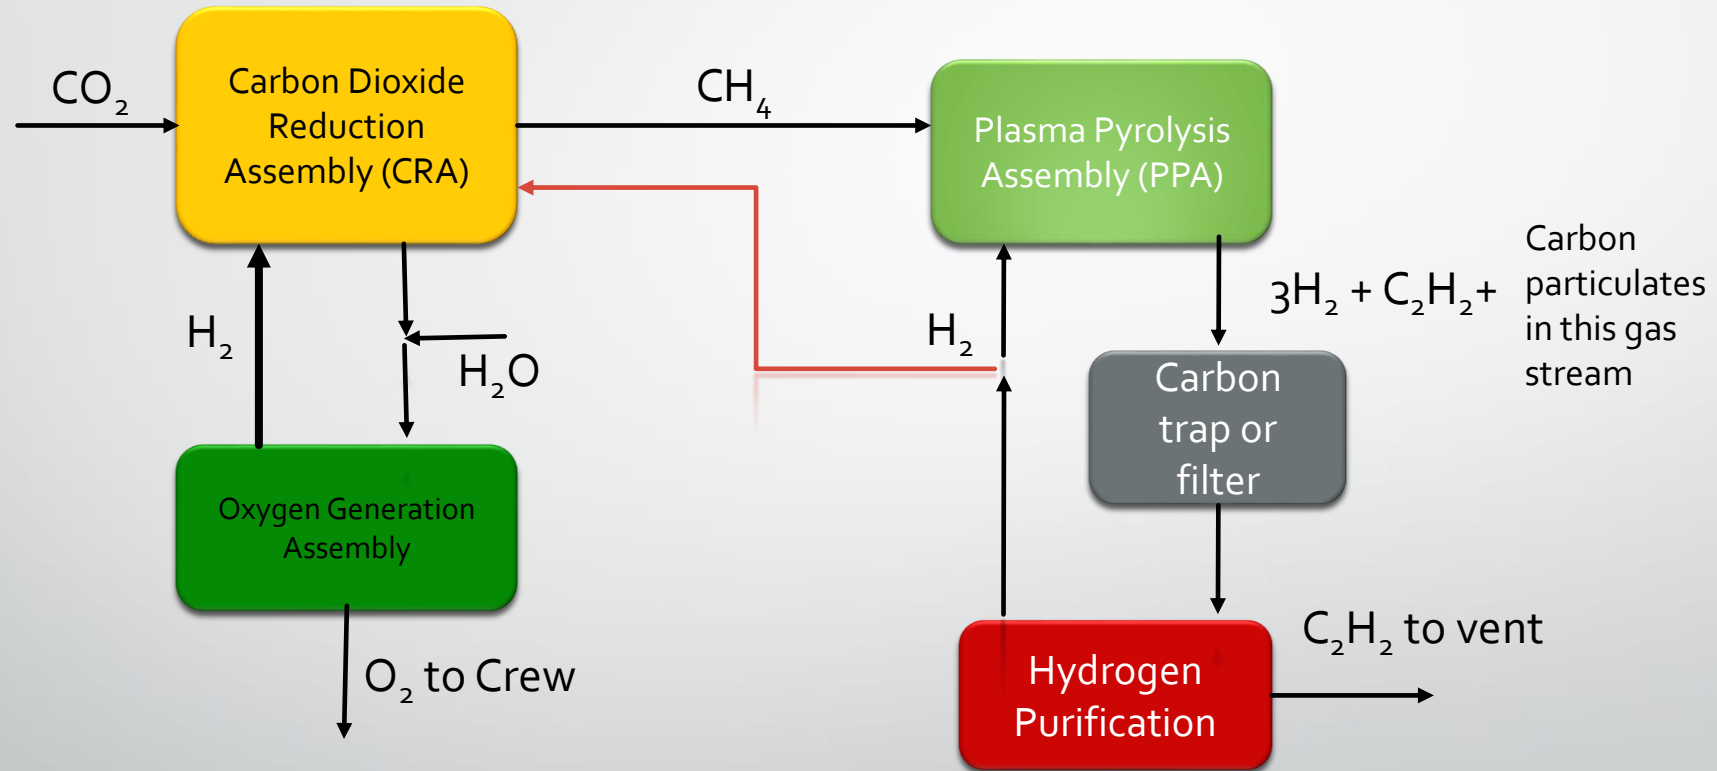 CO₂
Carbon Dioxide
Reduction
Assembly (CRA)
CH₄
Plasma Pyrolysis
Assembly (PPA)
H₂
H₂O
H₂
3H₂ + C₂H₂+
Carbon
particulates
in this gas
stream
Carbon
trap or
filter
Oxygen Generation
Assembly
O₂ to Crew
Hydrogen
Purification
C₂H₂ to vent